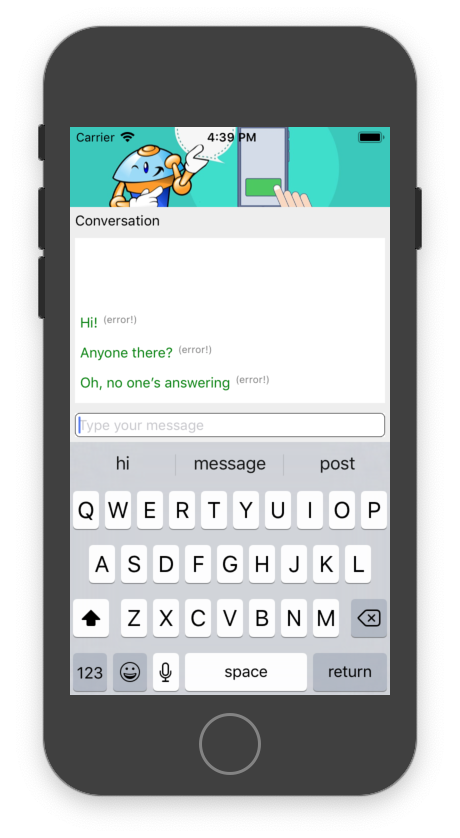 Carrier 4:39 PM
Conversation
Hi! (error!)
Anyone there? (error!)
Oh, no one’s answering (error!)
Type your message
hi message post
Q W E R T Y U I O P
A S D F G H J K L
Z X C V B N M
123 space return